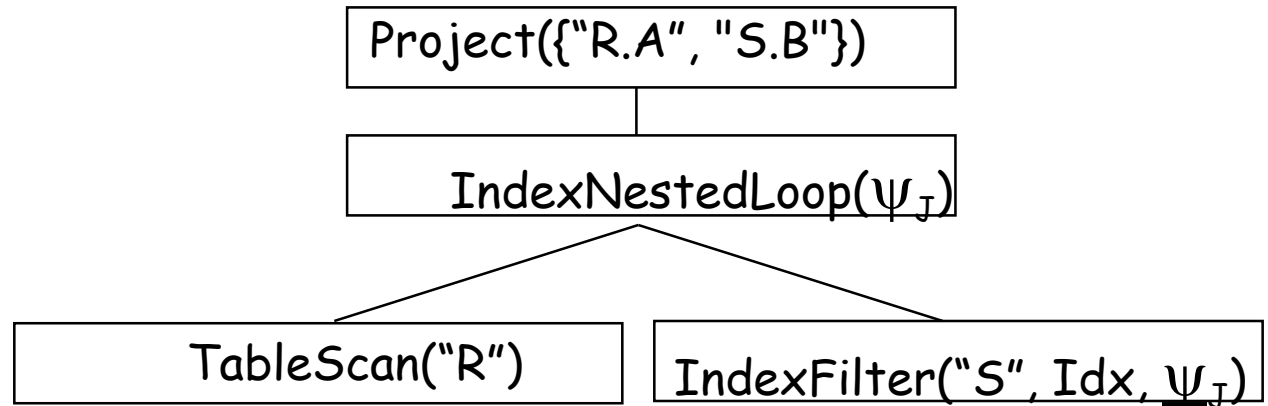 Project({“R.A”, "S.B"})
IndexNestedLoop(ψJ)
TableScan(“R”)
IndexFilter(“S”, Idx, ψJ)